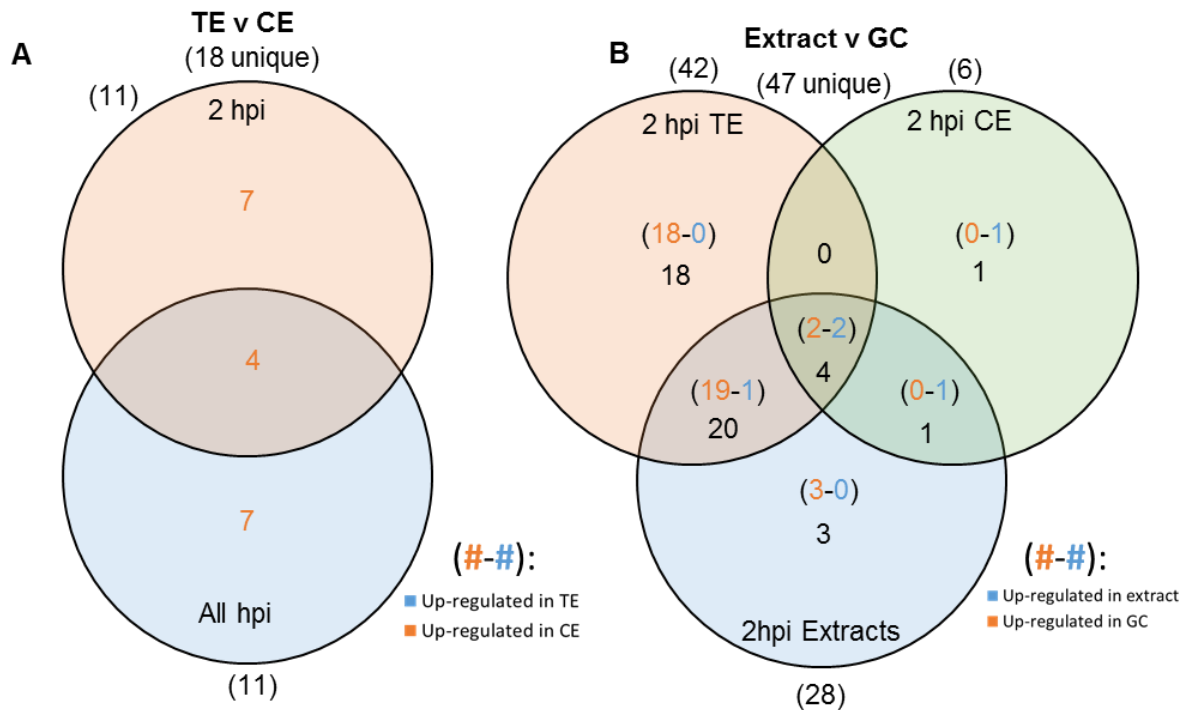 A
TE v CE
(18 unique)
(11)
2 hpi
7
4
7
All hpi
(11)
(#-#):
Up-regulated in TE
Up-regulated in CE
B
Extract v GC
(42)
(47 unique)
(6)
2 hpi TE
2 hpi CE
(18-0)
18
0
(0-1)
1
(2-2)
4
(19-1)
20
(0-1)
1
(3-0)
3
2hpi Extracts
(28)
(#-#):
Up-regulated in extract
Up-regulated in GC